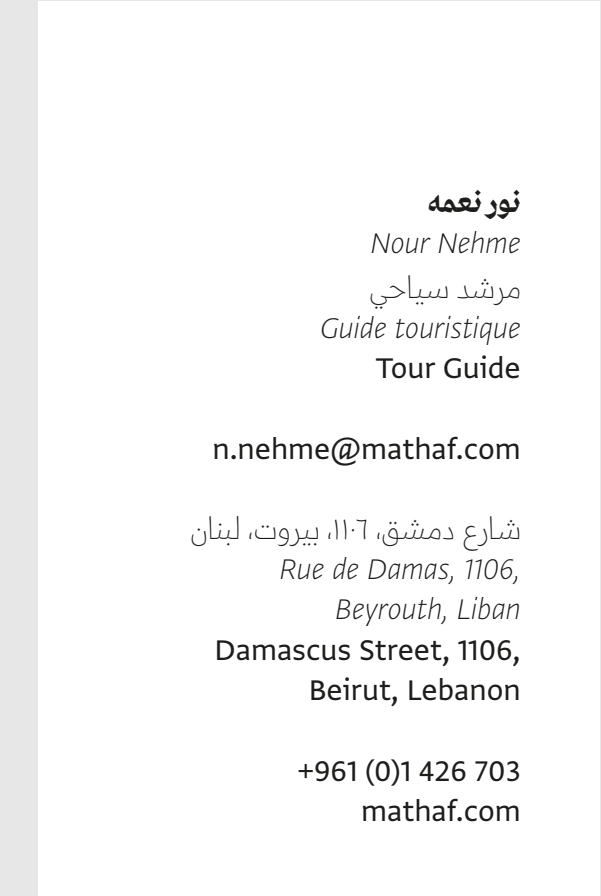 نور نعمه
Nour Nehme
مرشد سياحي
Guide touristique
Tour Guide
n.nehme@mathaf.com
شارع دمشق، ١١٠٦، بيروت، لبنان
Rue de Damas, 1106,
Beyrouth, Liban
Damascus Street, 1106,
Beirut, Lebanon
+961 (0)1 426 703
mathaf.com